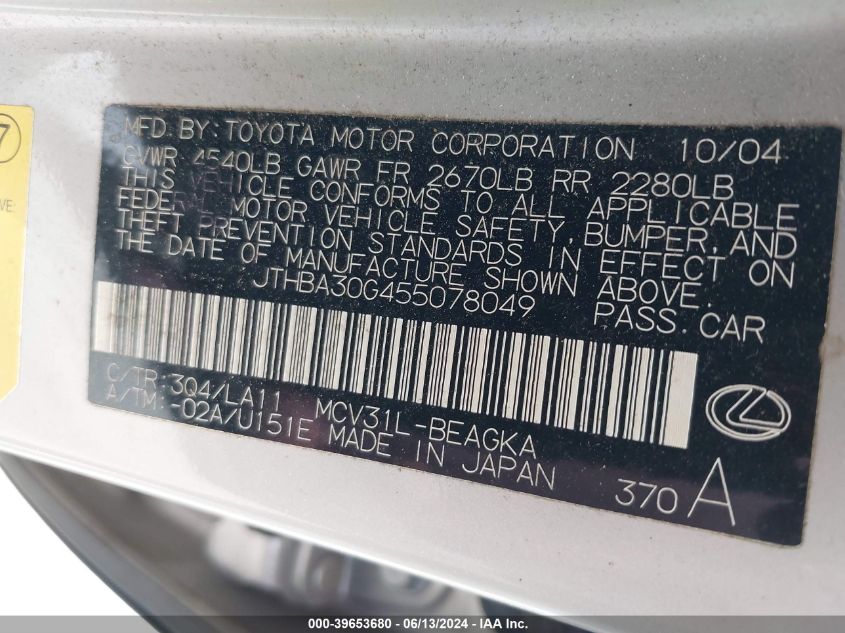 7
VE:
MFD. BY: TOYOTA MOTOR CORPORATION 10/04
GVWR 4540LB GAWR FR 2670LB RR 2280LB
THIS VEHICLE CONFORMS TO ALL APPLICABLE
FEDERAL MOTOR VEHICLE SAFETY, BUMPER, AND
THEFT PREVENTION STANDARDS IN EFFECT ON
THE DATE OF MANUFACTURE SHOWN ABOVE.
JTHBA30G455078049 PASS. CAR
C/TR: 3Q4/LA11 MCV31L-BEAGKA
A/TM: -02A/U151E MADE IN JAPAN
370 A
000-39653680 / 06/13/2024 - IAA Inc.